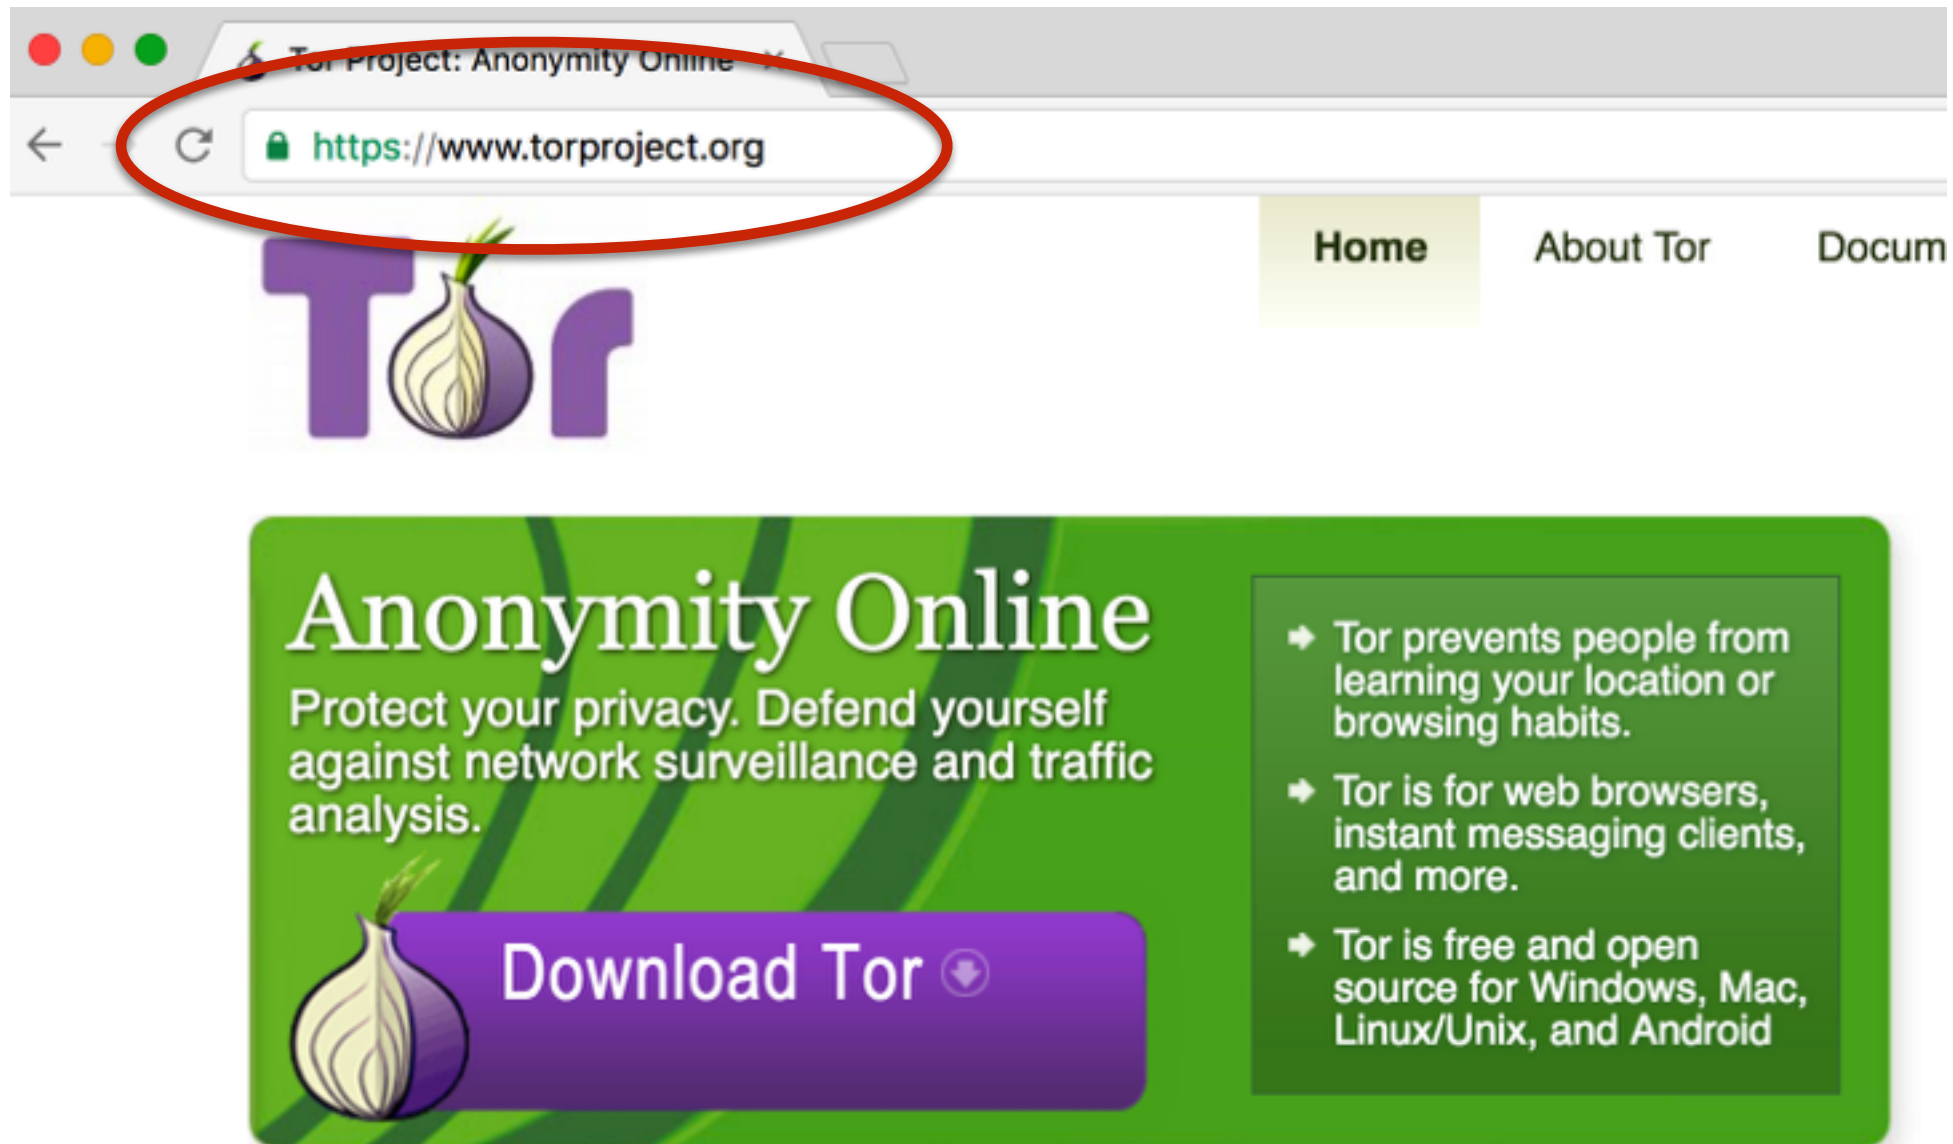 Tor Project: Anonymity Online
https://www.torproject.org
Tor
Home About Tor Docum
Anonymity Online
Protect your privacy. Defend yourself
against network surveillance and traffic
analysis.
Download Tor
Tor prevents people from
learning your location or
browsing habits.
Tor is for web browsers,
instant messaging clients,
and more.
Tor is free and open
source for Windows, Mac,
Linux/Unix, and Android